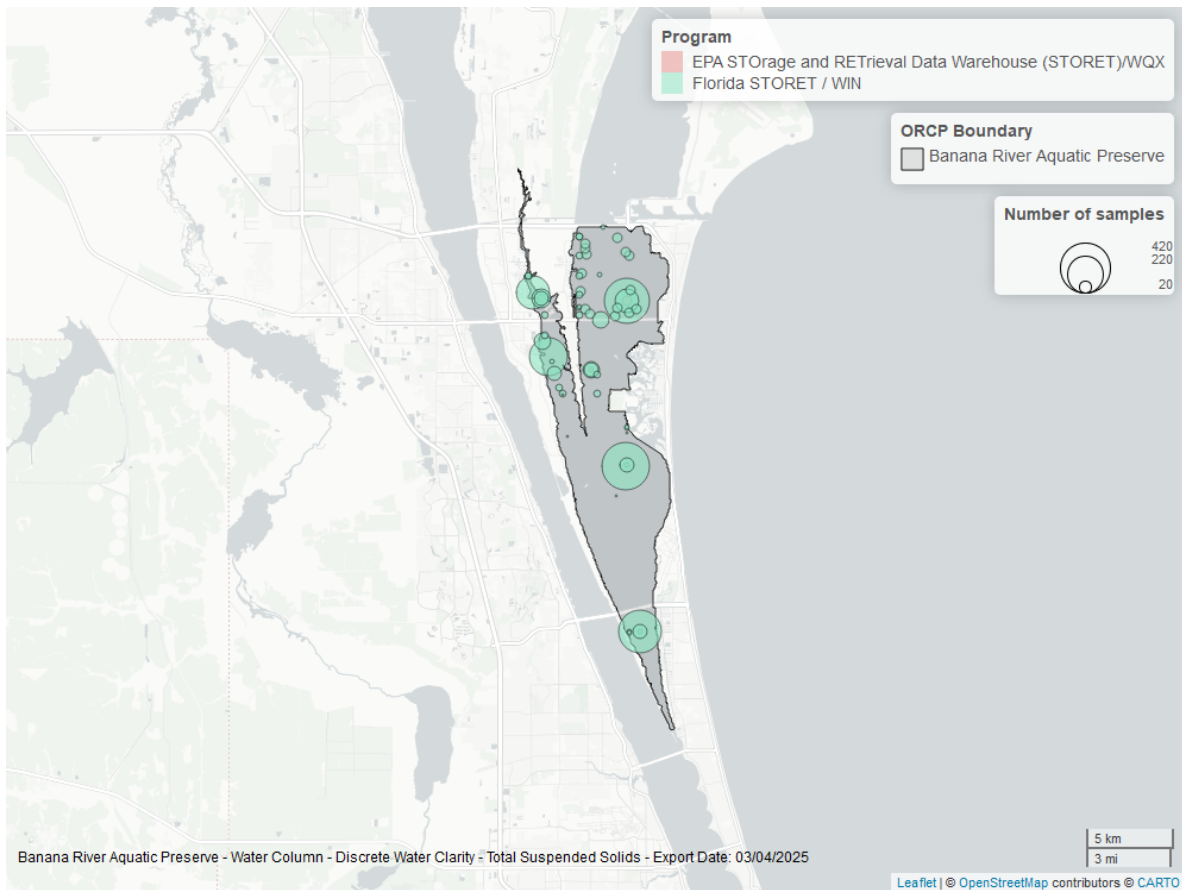 Program
EPA STOrage and RETrieval Data Warehouse (STORET)/WQX
Florida STORET / WIN
ORCP Boundary
Banana River Aquatic Preserve
Number of samples
420
220
20
5 km
3 mi
Banana River Aquatic Preserve - Water Column - Discrete Water Clarity - Total Suspended Solids - Export Date: 03/04/2025
Leaflet | © OpenStreetMap contributors © CARTO